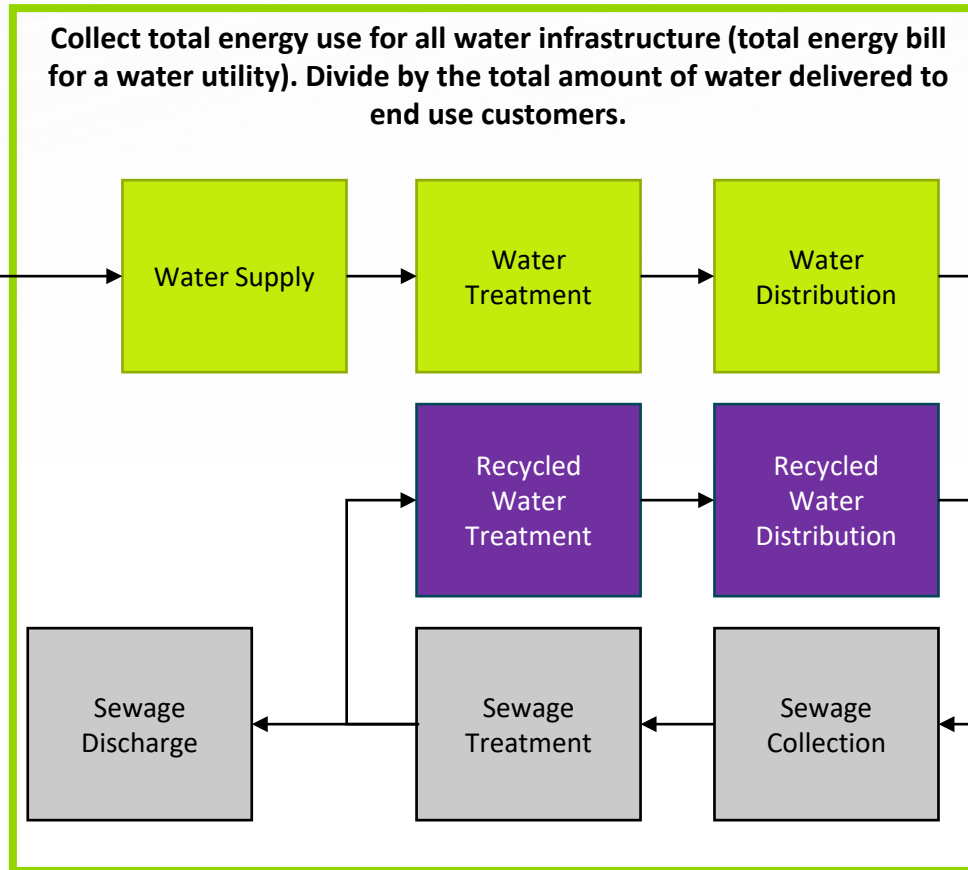 Collect total energy use for all water infrastructure (total energy bill
for a water utility). Divide by the total amount of water delivered to
end use customers.
Water Supply
Water
Treatment
Water
Distribution
Recycled
Water
Treatment
Recycled
Water
Distribution
Sewage
Discharge
Sewage
Treatment
Sewage
Collection